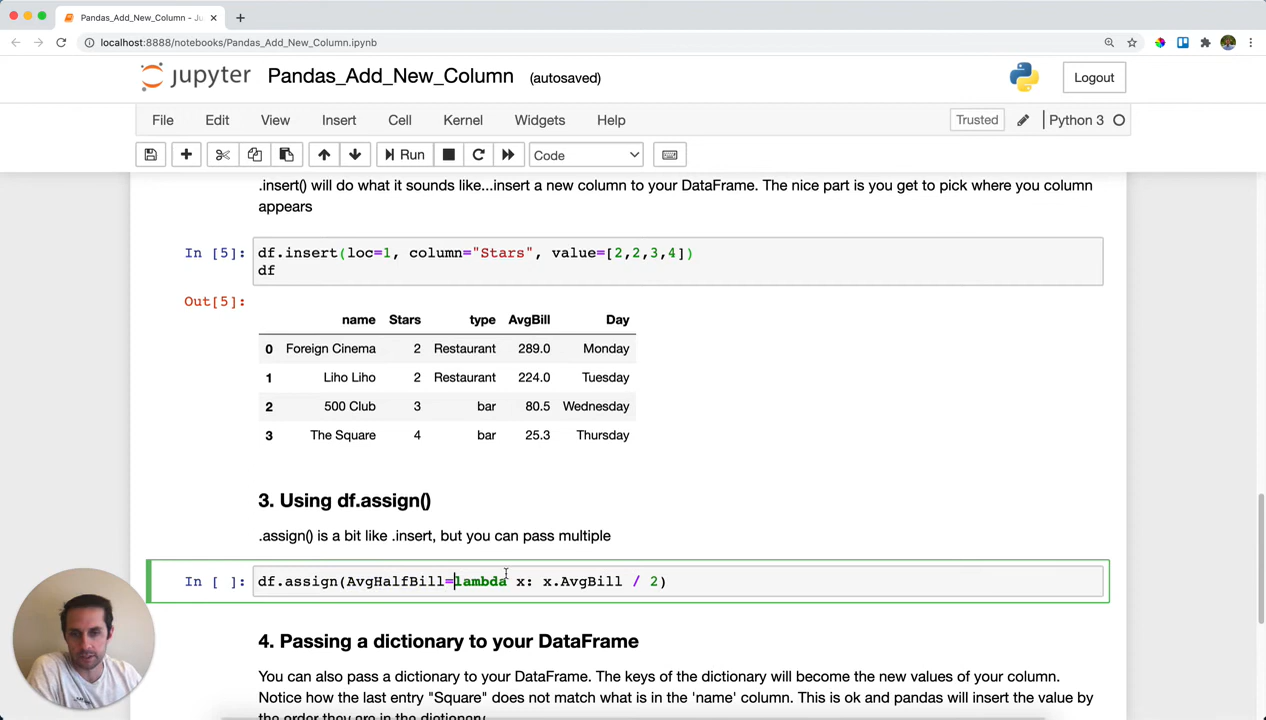 Pandas_Add_New_Column - Ju
localhost:8888/notebooks/Pandas_Add_New_Column.ipynb
jupyter Pandas_Add_New_Column (autosaved) Logout
File Edit View Insert Cell Kernel Widgets Help Trusted Python 3
Run Code
.insert() will do what it sounds like...insert a new column to your DataFrame. The nice part is you get to pick where you column
appears
In [5]: df.insert(loc=1, column="Stars", value=[2,2,3,4])
df
Out[5]:
name Stars type AvgBill Day
0 Foreign Cinema 2 Restaurant 289.0 Monday
1 Liho Liho 2 Restaurant 224.0 Tuesday
2 500 Club 3 bar 80.5 Wednesday
3 The Square 4 bar 25.3 Thursday
3. Using df.assign()
.assign() is a bit like .insert, but you can pass multiple
In [ ]: df.assign(AvgHalfBill=lambda x: x.AvgBill / 2)
4. Passing a dictionary to your DataFrame
You can also pass a dictionary to your DataFrame. The keys of the dictionary will become the new values of your column.
Notice how the last entry "Square" does not match what is in the 'name' column. This is ok and pandas will insert the value by
the order they are in the dictionary